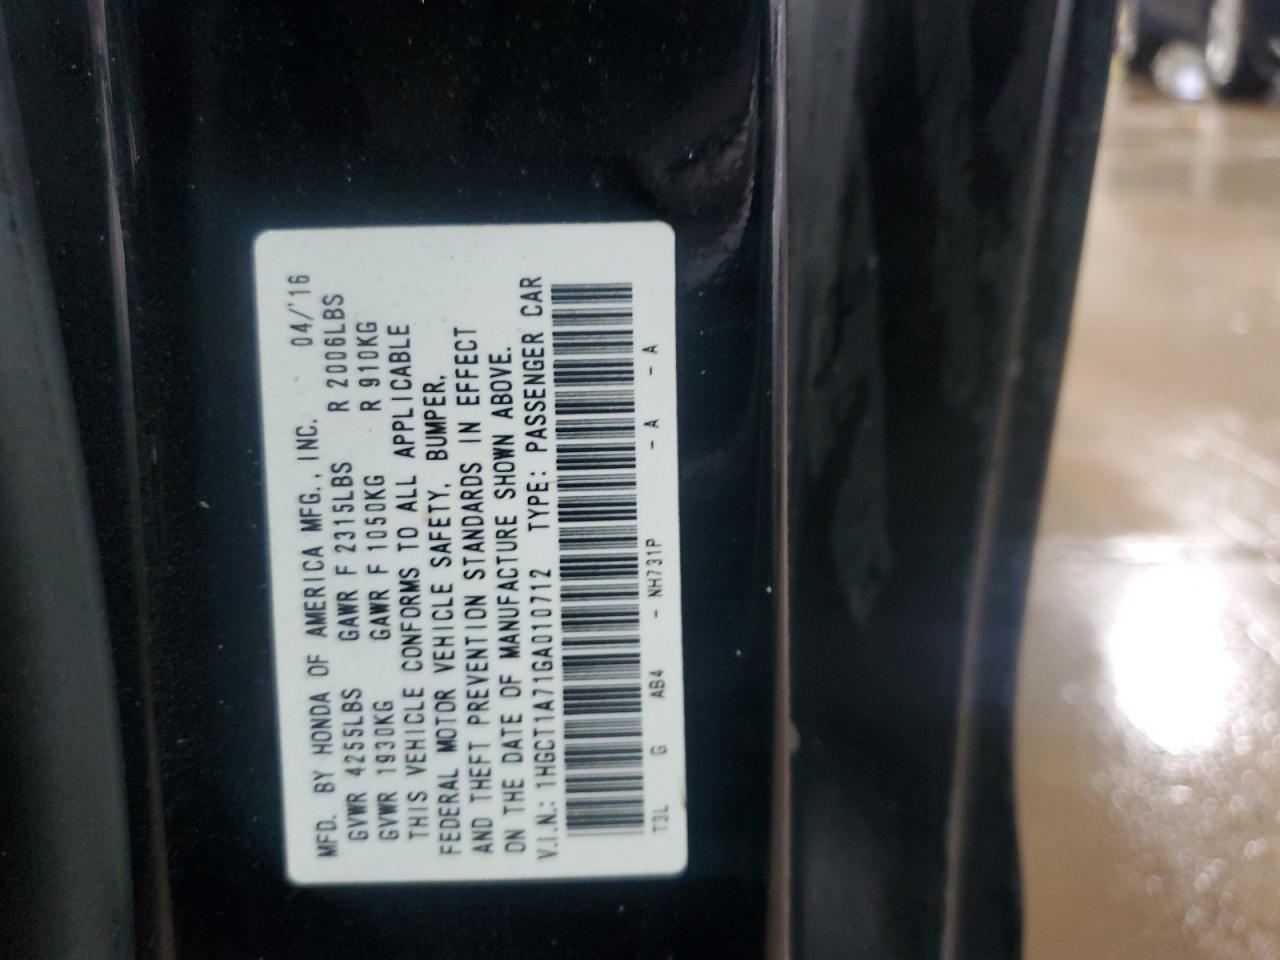 MFD. BY HONDA OF AMERICA MFG., INC. 04/'16
GVWR 4255LBS GAWR F 2315LBS R 2006LBS
GVWR 1930KG GAWR F 1050KG R 910KG
THIS VEHICLE CONFORMS TO ALL APPLICABLE
FEDERAL MOTOR VEHICLE SAFETY, BUMPER,
AND THEFT PREVENTION STANDARDS IN EFFECT
ON THE DATE OF MANUFACTURE SHOWN ABOVE.
V.I.N.: 1HGCT1A71GA010712 TYPE: PASSENGER CAR
T3L G AB4 - NH731P - A - A